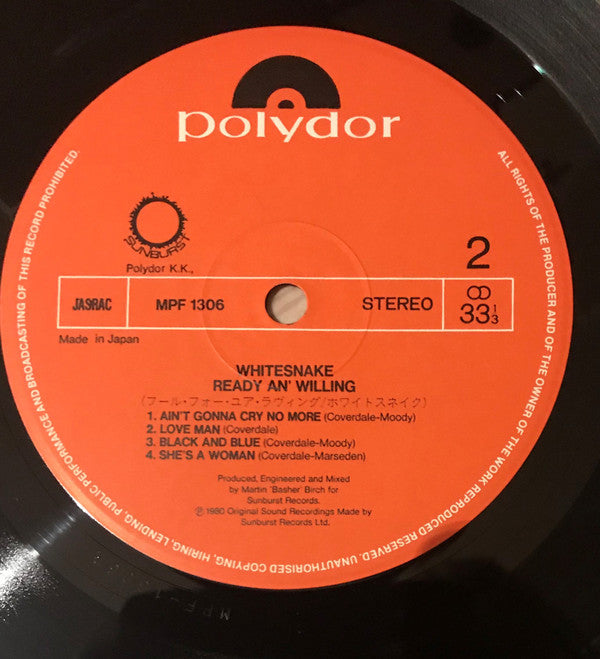 polydor
SUNBURST
Polydor K.K.,
2
JASRAC
MPF 1306
STEREO
33 1/3
Made in Japan
WHITESNAKE
READY AN' WILLING
(フール・フォー・ユア・ラヴィング/ホワイトスネイク)
1. AIN'T GONNA CRY NO MORE (Coverdale-Moody)
2. LOVE MAN (Coverdale)
3. BLACK AND BLUE (Coverdale-Moody)
4. SHE'S A WOMAN (Coverdale-Marseden)
Produced, Engineered and Mixed
by Martin 'Basher' Birch for
Sunburst Records.
℗1980 Original Sound Recordings Made by
Sunburst Records Ltd.
ALL RIGHTS OF THE PRODUCER AND OF THE OWNER OF THE WORK REPRODUCED RESERVED. UNAUTHORISED COPYING, HIRING, LENDING, PUBLIC PERFORMANCE AND BROADCASTING OF THIS RECORD PROHIBITED.